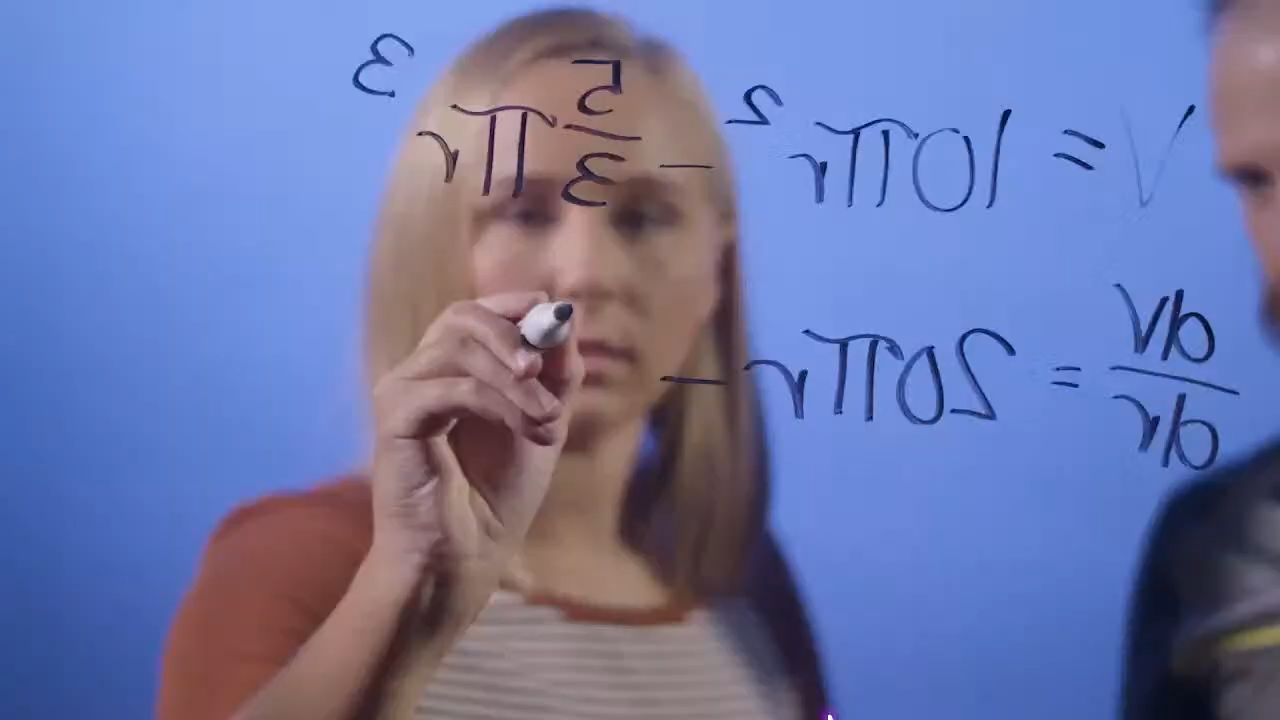 V = 10πr² - 5/3 πr³
dV/dr = 20πr -